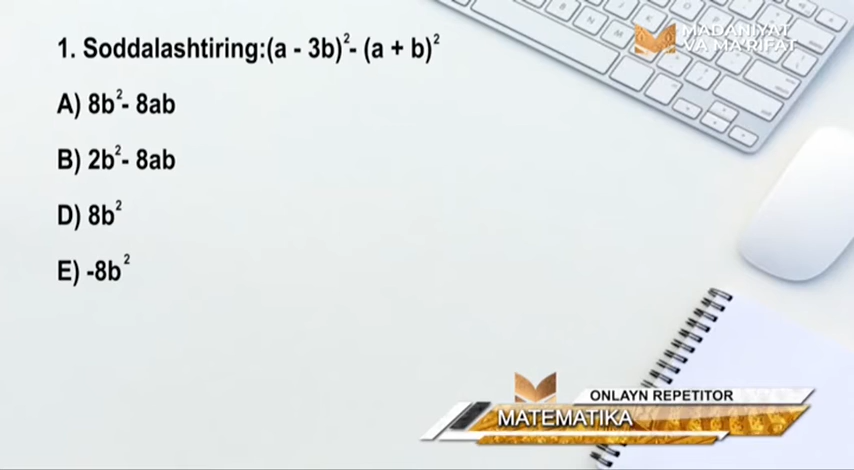 1. Soddalashtiring:(a - 3b)²- (a + b)²
A) 8b²- 8ab
B) 2b²- 8ab
D) 8b²
E) -8b²
MADANIYAT
VA MA'RIFAT
ONLAYN REPETITOR
MATEMATIKA